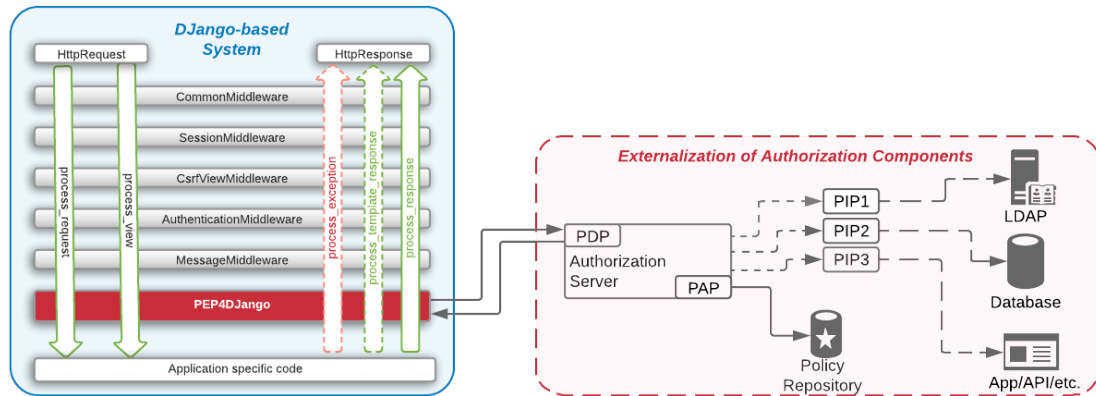 DJango-based
System
HttpRequest
HttpResponse
CommonMiddleware
SessionMiddleware
CsrfViewMiddleware
AuthenticationMiddleware
MessageMiddleware
PEP4DJango
Application specific code
process_request
process_view
process_exception
process_template_response
process_response
Externalization of Authorization Components
PDP
Authorization
Server
PAP
PIP1
PIP2
PIP3
LDAP
Database
App/API/etc.
Policy
Repository